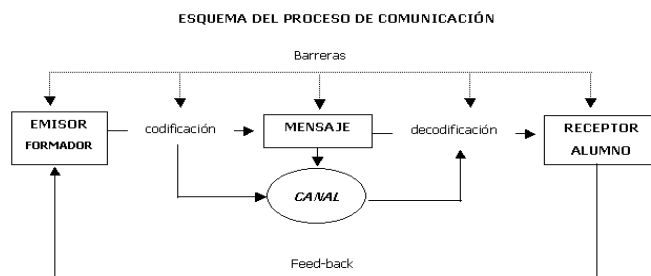 ESQUEMA DEL PROCESO DE COMUNICACIÓN
Barreras
EMISOR
FORMADOR
codificación
MENSAJE
decodificación
RECEPTOR
ALUMNO
CANAL
Feed-back